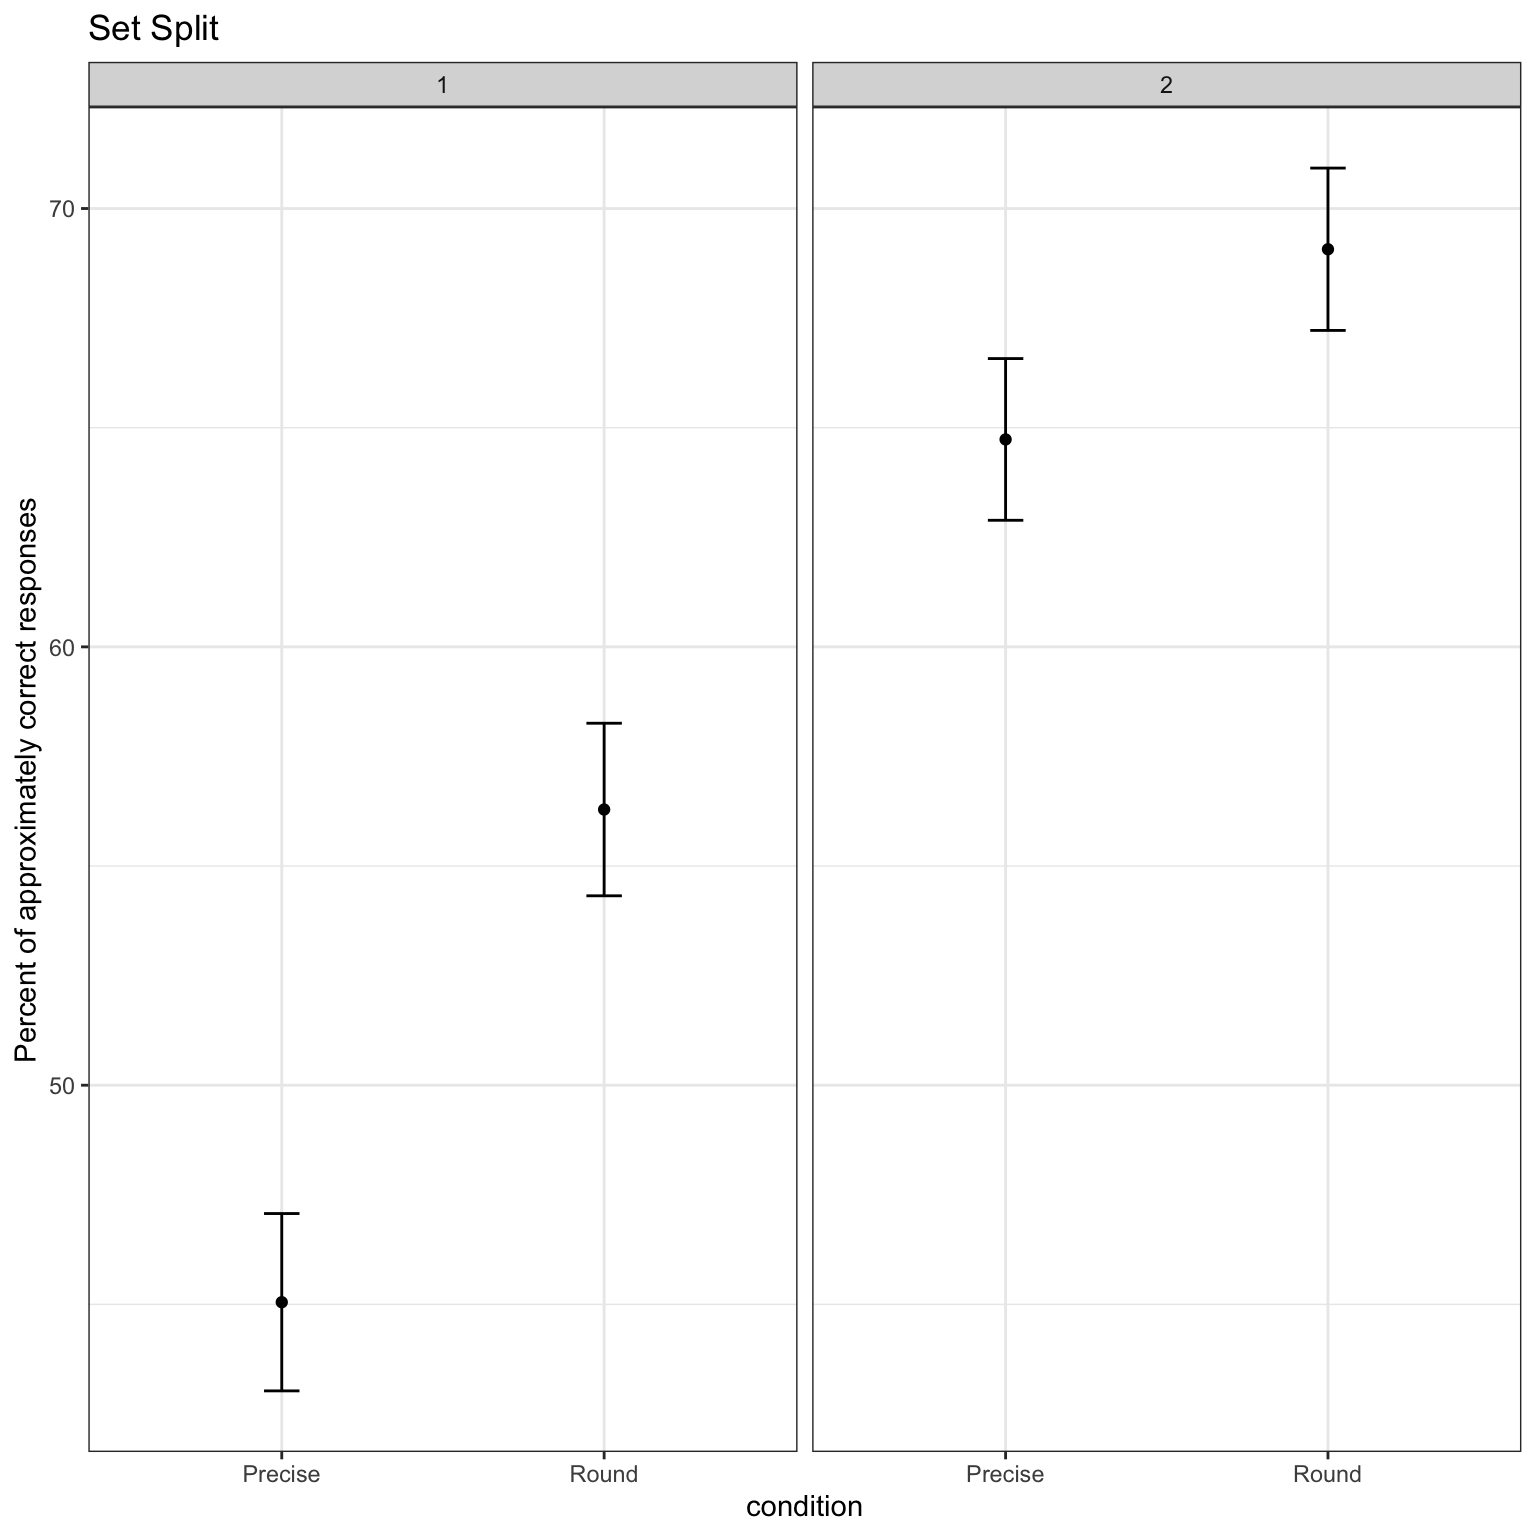 Set Split
1
2
Percent of approximately correct responses
70
60
50
Precise
Round
Precise
Round
condition